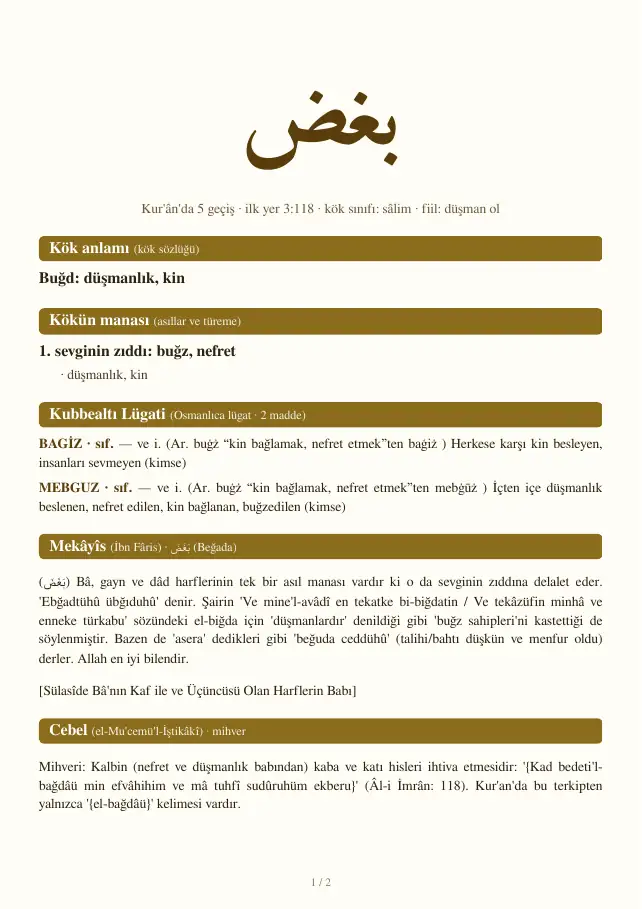 بغض
Kur'ân'da 5 geçiş · ilk yer 3:118 · kök sınıfı: sâlim · fiil: düşman ol
Kök anlamı (kök sözlüğü)
Buğd: düşmanlık, kin
Kökün manası (asıllar ve türeme)
1. sevginin zıddı: buğz, nefret
· düşmanlık, kin
Kubbealtı Lügati (Osmanlıca lügat · 2 madde)
BAGİZ · sıf. — ve i. (Ar. buġż “kin bağlamak, nefret etmek”ten baġіż ) Herkese karşı kin besleyen,
insanları sevmeyen (kimse)
MEBGUZ · sıf. — ve i. (Ar. buġż “kin bağlamak, nefret etmek”ten mebġūż ) İçten içe düşmanlık
beslenen, nefret edilen, kin bağlanan, buğzedilen (kimse)
Mekâyîs (İbn Fâris) · بَغَضَ (Beğada)
(بَغَضَ) Bâ, gayn ve dâd harflerinin tek bir asıl manası vardır ki o da sevginin zıddına delalet eder.
'Ebğadtühû übğıduhû' denir. Şairin 'Ve mine'l-avâdî en tekatke bi-biğdatin / Ve tekâzüfin minhâ ve
enneke türkabu' sözündeki el-biğda için 'düşmanlardır' denildiği gibi 'buğz sahipleri'ni kastettiği de
söylenmiştir. Bazen de 'asera' dedikleri gibi 'beğuda ceddühû' (talihi/bahtı düşkün ve menfur oldu)
derler. Allah en iyi bilendir.
[Sülasîde Bâ'nın Kaf ile ve Üçüncüsü Olan Harflerin Babı]
Cebel (el-Mu'cemü'l-İştikâkî) · mihver
Mihveri: Kalbin (nefret ve düşmanlık babından) kaba ve katı hisleri ihtiva etmesidir: '{Kad bedeti'l-
bağdâü min efvâhihim ve mâ tuhfî sudûruhüm ekberu}' (Âl-i İmrân: 118). Kur'an'da bu terkipten
yalnızca '{el-bağdâü}' kelimesi vardır.
1 / 2